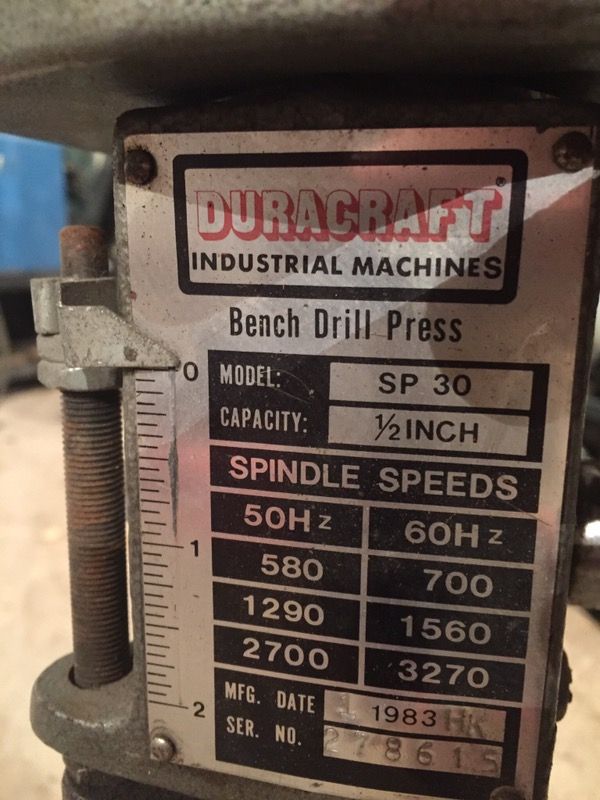 DURACRAFT®
INDUSTRIAL MACHINES
Bench Drill Press
MODEL: SP 30
CAPACITY: ½ INCH
SPINDLE SPEEDS
50Hz 60Hz
580 700
1290 1560
2700 3270
MFG. DATE 1 1983 HK
SER. NO. 278615
0
1
2